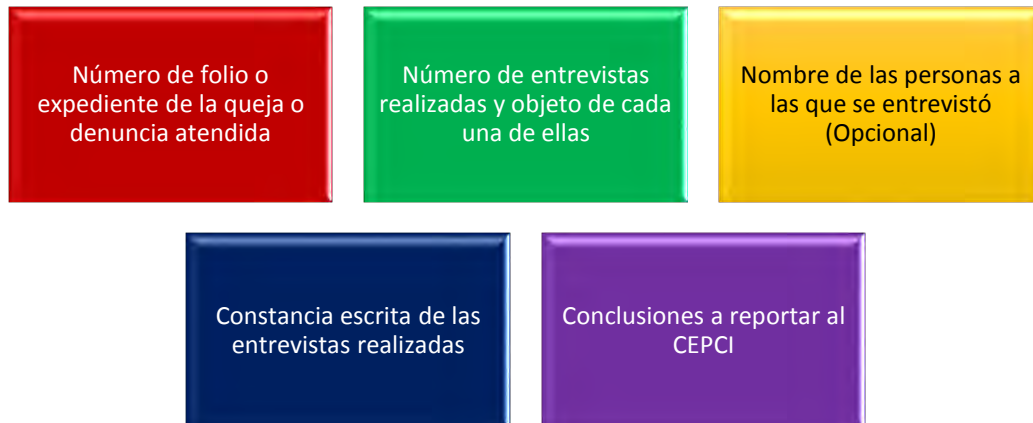 Número de folio o
expediente de la queja o
denuncia atendida
Número de entrevistas
realizadas y objeto de cada
una de ellas
Nombre de las personas a
las que se entrevistó
(Opcional)
Constancia escrita de las
entrevistas realizadas
Conclusiones a reportar al
CEPCI